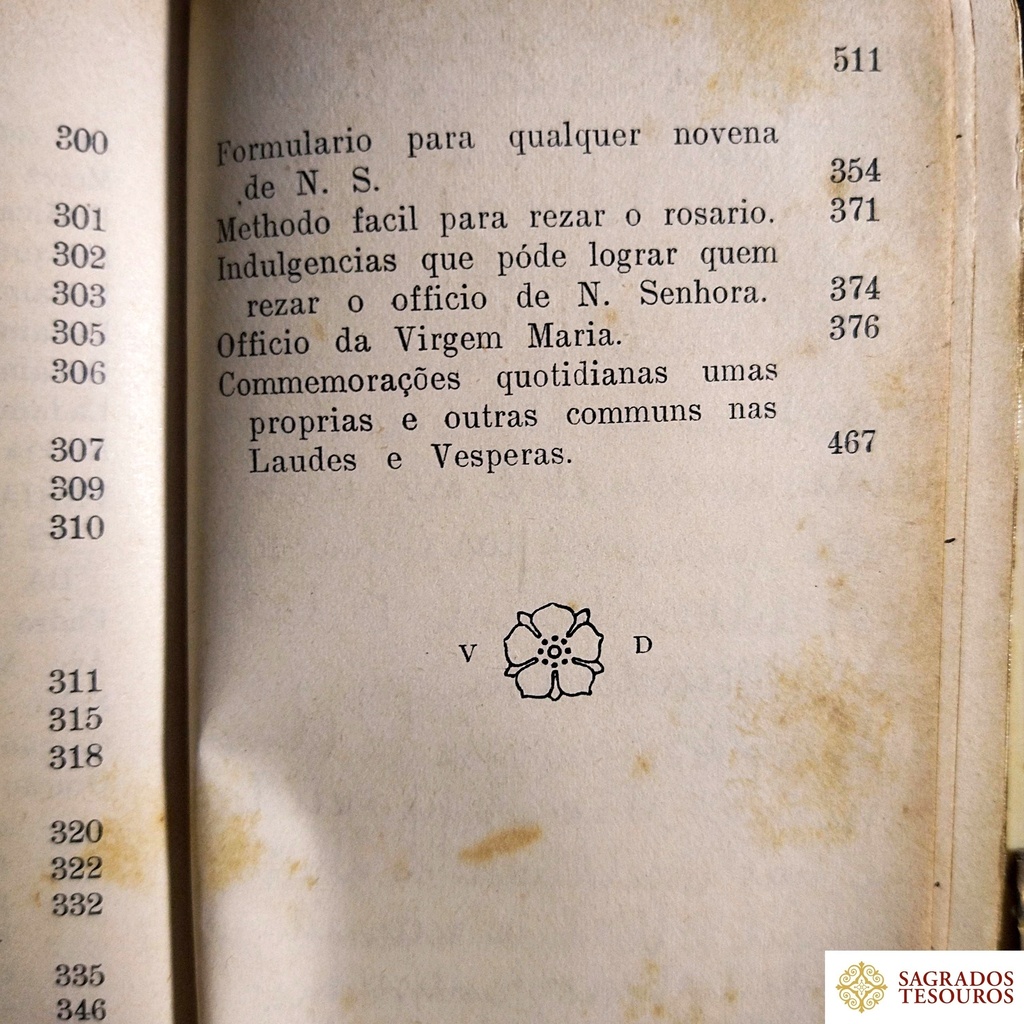 300
301
302
303
305
306
307
309
310
311
315
318
320
322
332
335
346
511
Formulario para qualquer novena
de N. S. 354
Methodo facil para rezar o rosario. 371
Indulgencias que póde lograr quem
rezar o officio de N. Senhora. 374
Officio da Virgem Maria. 376
Commemorações quotidianas umas
proprias e outras communs nas
Laudes e Vesperas. 467
V D
SAGRADOS
TESOUROS